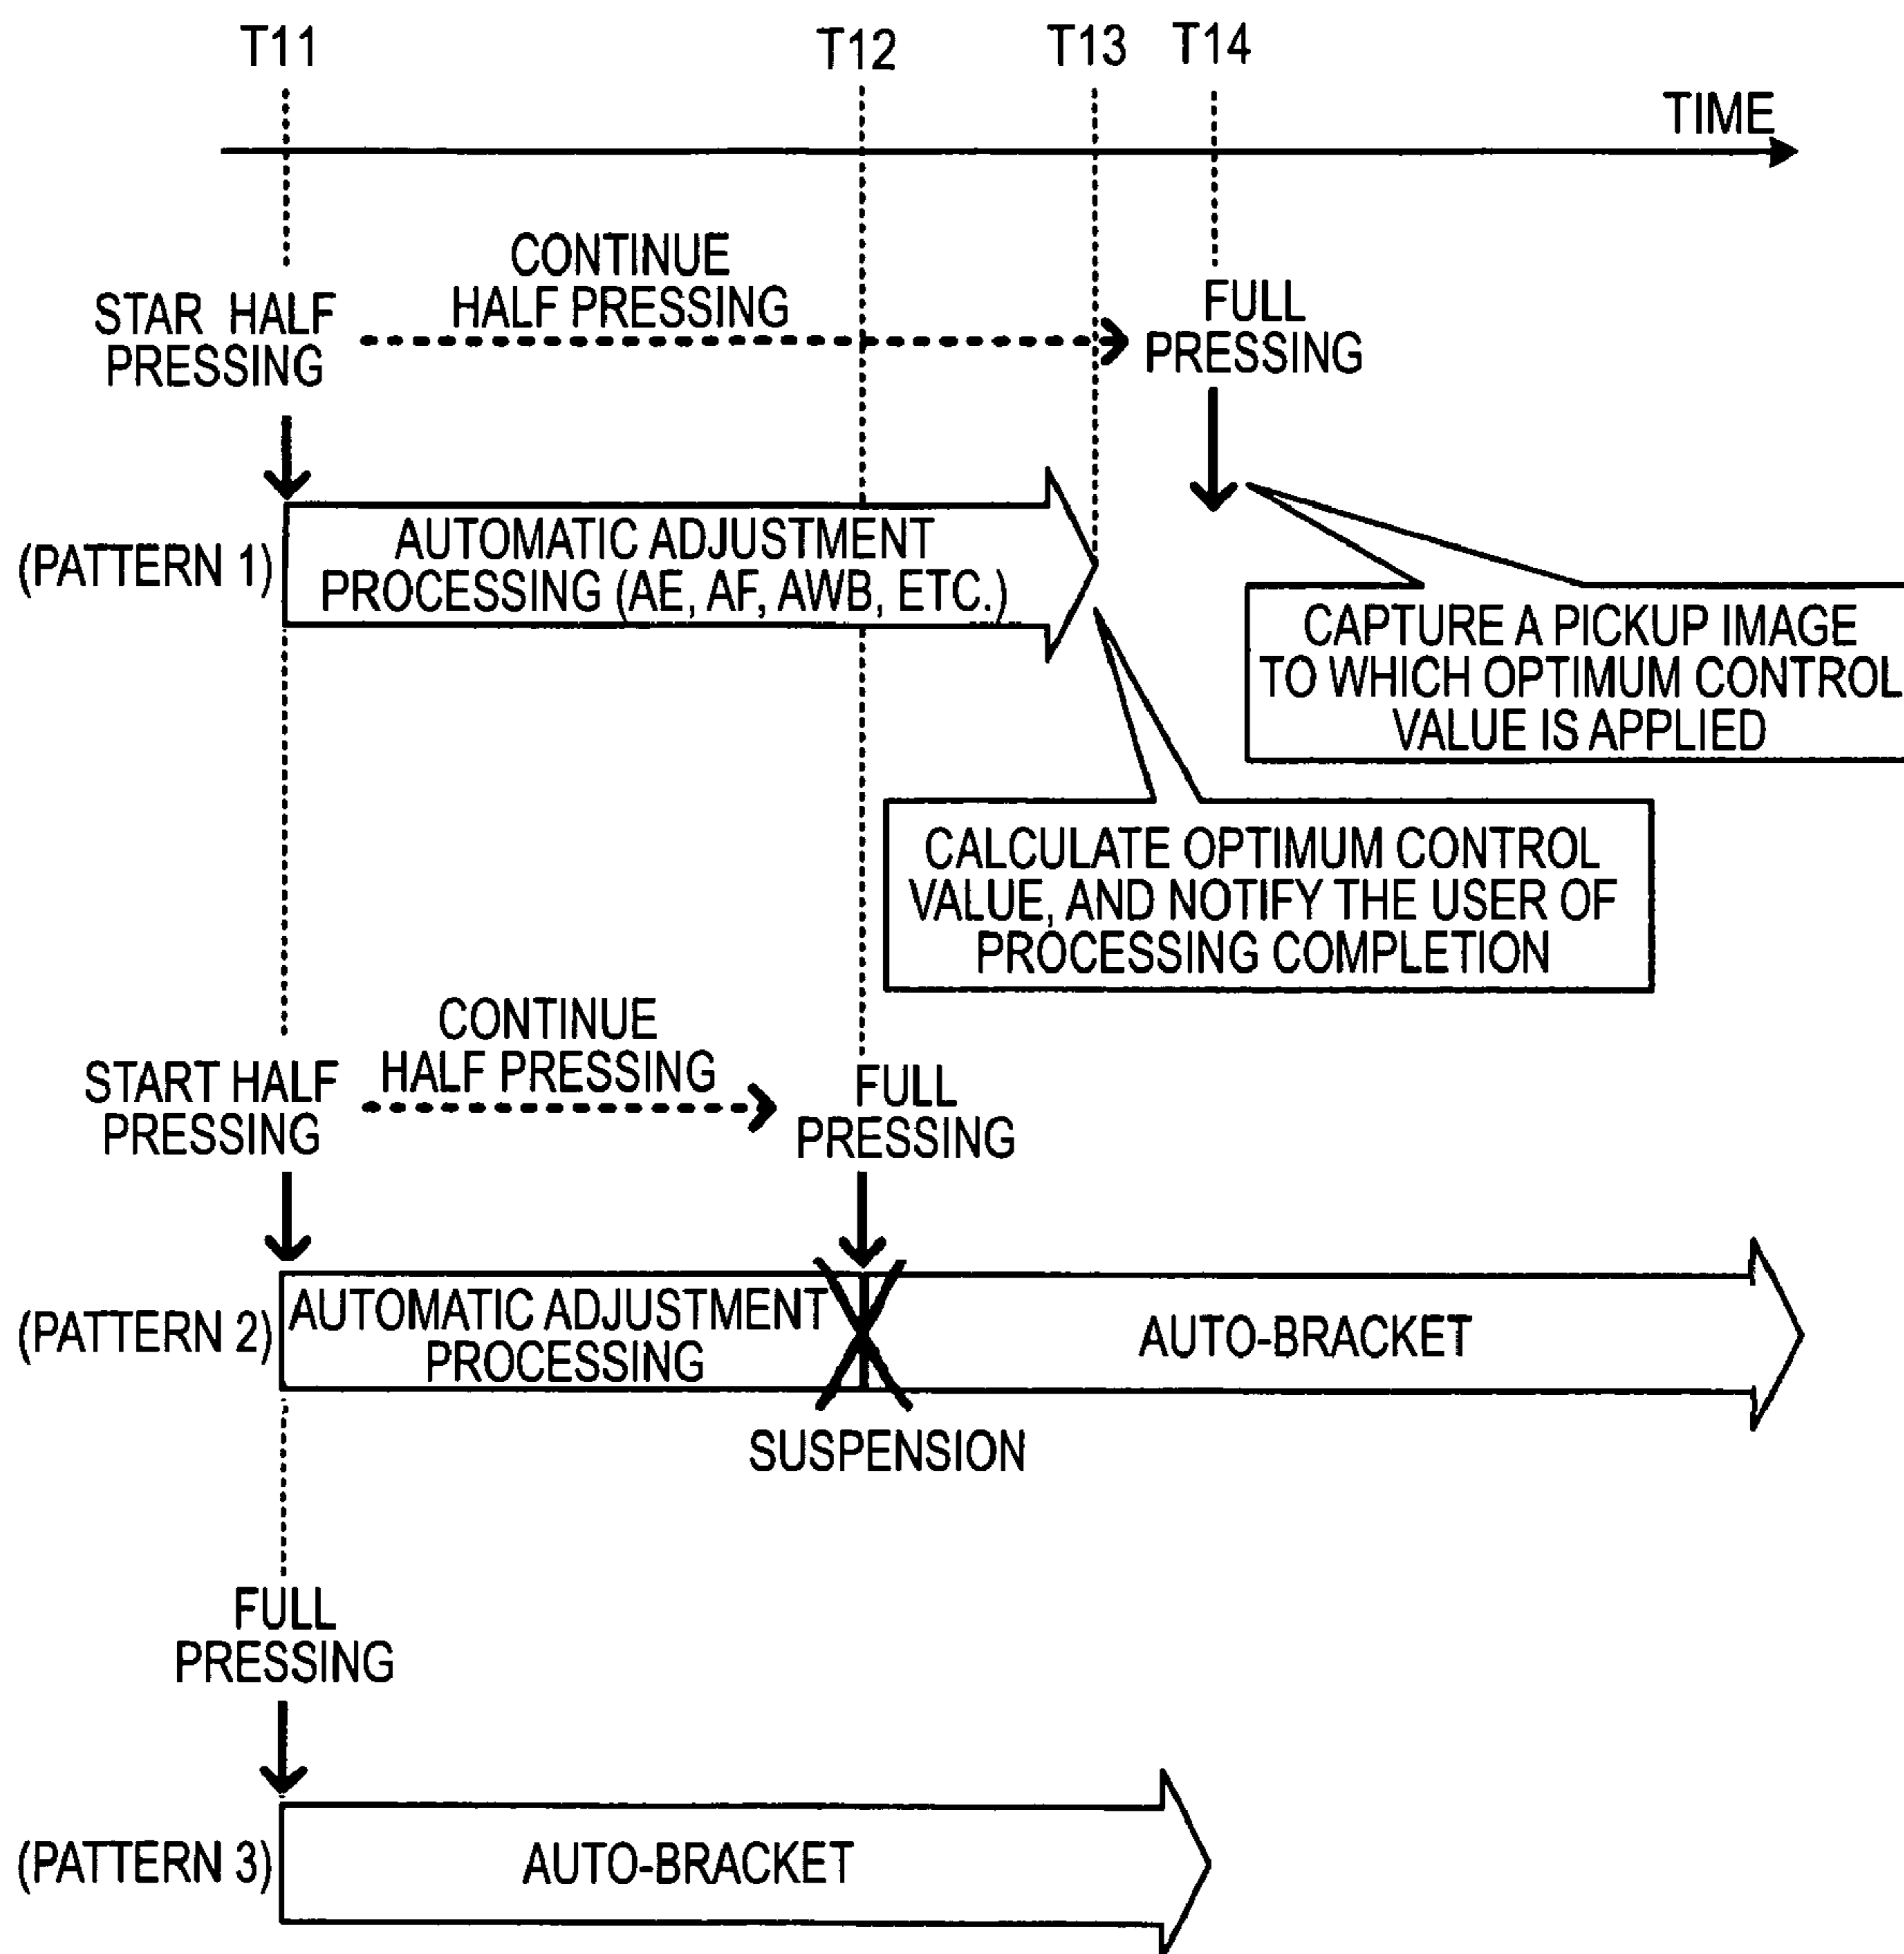 T11
T12
T13
T14
TIME
CONTINUE
HALF PRESSING
STAR HALF
PRESSING
FULL
PRESSING
(PATTERN 1)
AUTOMATIC ADJUSTMENT
PROCESSING (AE, AF, AWB, ETC.)
CAPTURE A PICKUP IMAGE
TO WHICH OPTIMUM CONTROL
VALUE IS APPLIED
CALCULATE OPTIMUM CONTROL
VALUE, AND NOTIFY THE USER OF
PROCESSING COMPLETION
CONTINUE
HALF PRESSING
START HALF
PRESSING
FULL
PRESSING
(PATTERN 2)
AUTOMATIC ADJUSTMENT
PROCESSING
AUTO-BRACKET
SUSPENSION
FULL
PRESSING
(PATTERN 3)
AUTO-BRACKET